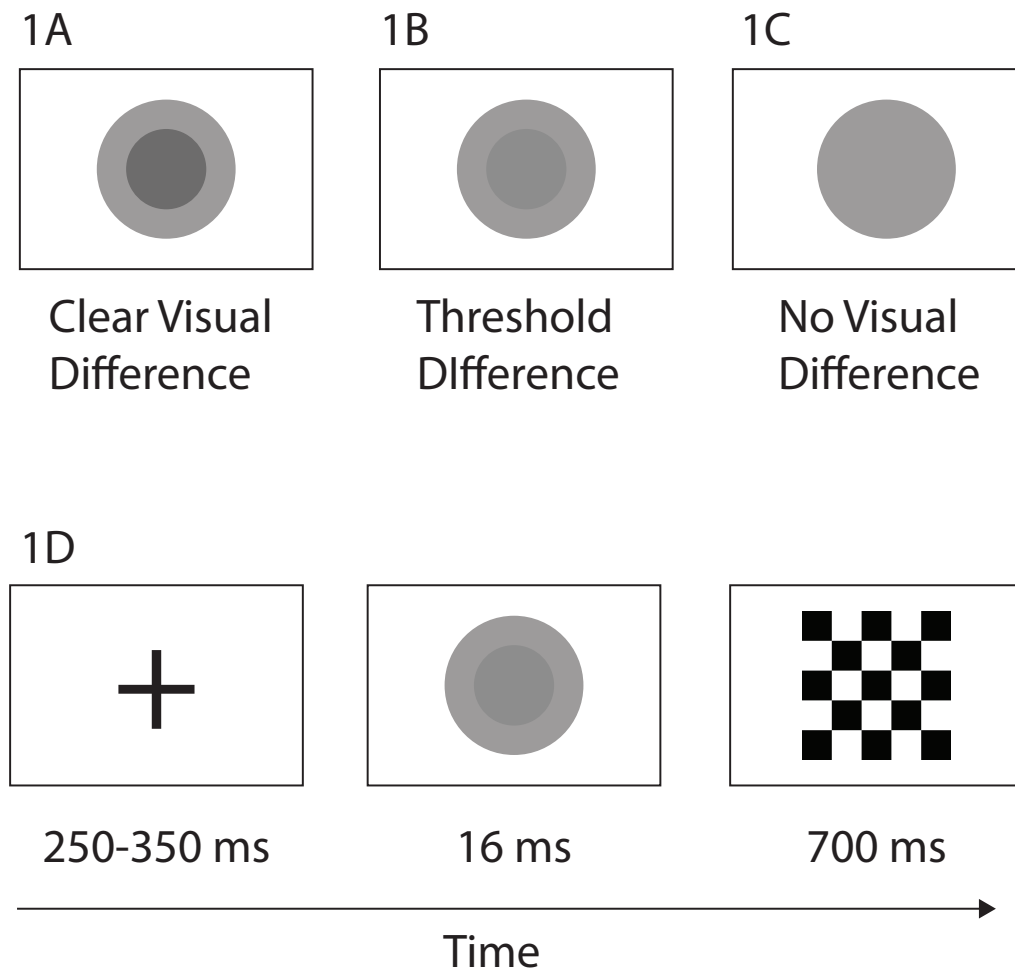 1A
1B
1C
Clear Visual
Difference
Threshold
DIfference
No Visual
Difference
1D
250-350 ms
16 ms
700 ms
Time